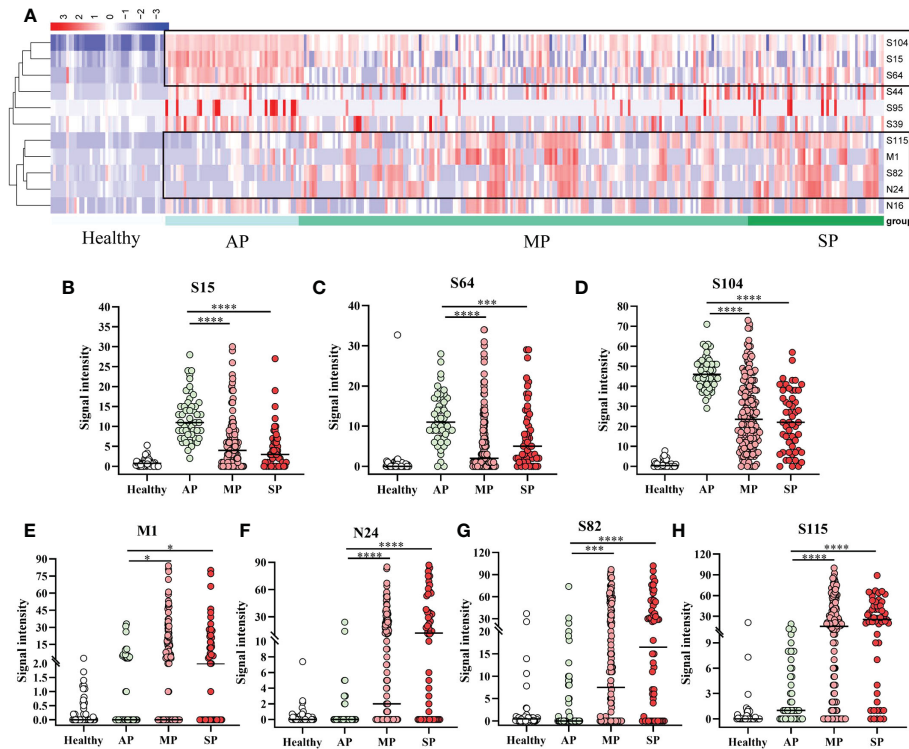 A
3 2 1 0 −1 −2 −3
S104
S15
S64
S44
S95
S39
S115
M1
S82
N24
N16
group
Healthy AP MP SP
B S15
****
****
Signal intensity
40
35
30
25
20
15
10
5
0
Healthy AP MP SP
C S64
***
****
Signal intensity
40
35
30
25
20
15
10
5
0
Healthy AP MP SP
D S104
****
****
Signal intensity
80
70
60
50
40
30
20
10
0
Healthy AP MP SP
E M1
*
*
Signal intensity
90
75
60
45
30
15
2.0
1.5
1.0
0.5
0.0
Healthy AP MP SP
F N24
****
****
Signal intensity
90
75
60
45
30
10
8
6
4
2
0
Healthy AP MP SP
G S82
****
***
Signal intensity
120
90
60
30
20
15
10
5
0
Healthy AP MP SP
H S115
****
****
Signal intensity
120
90
60
30
9
6
3
0
Healthy AP MP SP